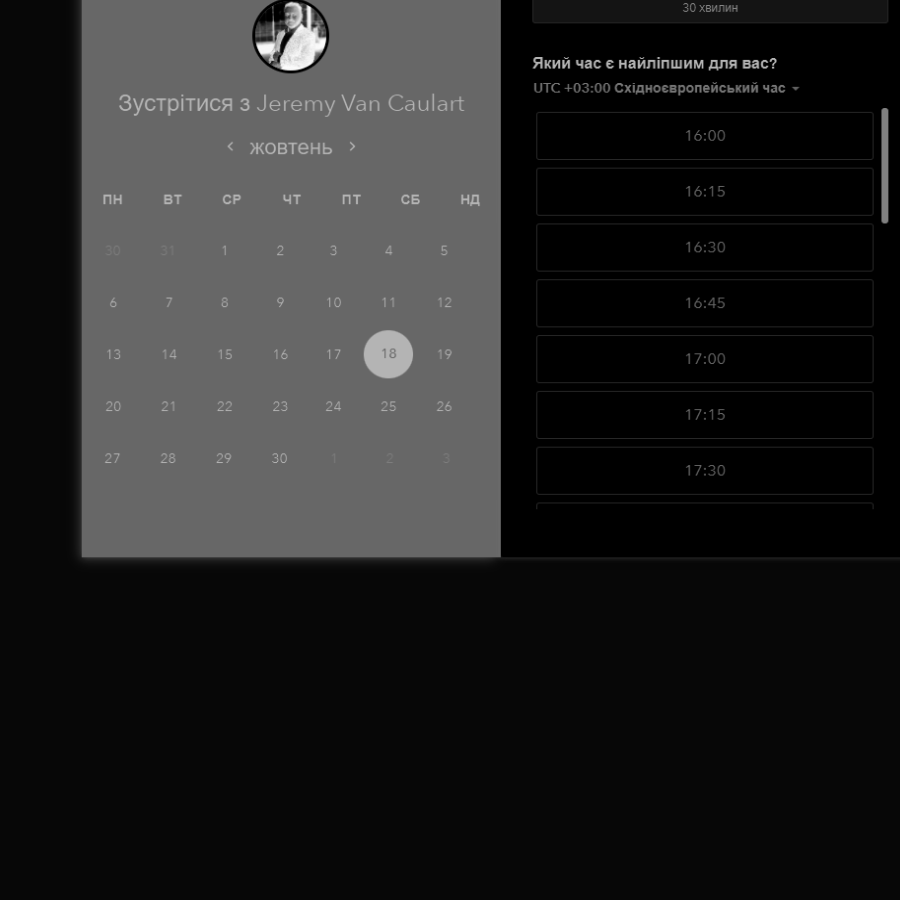 Зустрітися з Jeremy Van Caulart
жовтень
ПН ВТ СР ЧТ ПТ СБ НД
30 31 1 2 3 4 5
6 7 8 9 10 11 12
13 14 15 16 17 18 19
20 21 22 23 24 25 26
27 28 29 30 1 2 3
30 хвилин
Який час є найліпшим для вас?
UTC +03:00 Східноєвропейський час
16:00
16:15
16:30
16:45
17:00
17:15
17:30